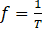 f = 1/T